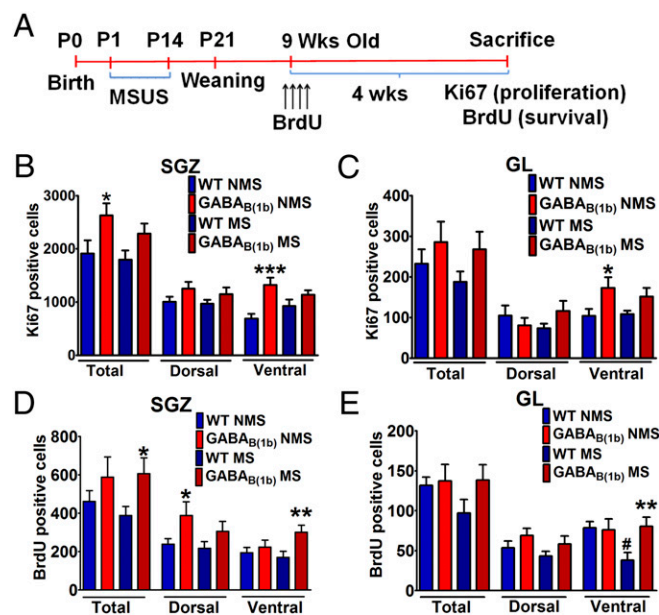 A
P0 P1 P14 P21 9 Wks Old Sacrifice
Birth MSUS Weaning 4 wks Ki67 (proliferation)
BrdU BrdU (survival)
B SGZ
WT NMS
GABAB(1b) NMS
WT MS
GABAB(1b) MS
Ki67 positive cells
3000
2000
1000
0
* ***
Total Dorsal Ventral
C GL
WT NMS
GABAB(1b) NMS
WT MS
GABAB(1b) MS
Ki67 positive cells
400
300
200
100
0
*
Total Dorsal Ventral
D SGZ
WT NMS
GABAB(1b) NMS
WT MS
GABAB(1b) MS
BrdU positive cells
800
600
400
200
0
* * **
Total Dorsal Ventral
E GL
WT NMS
GABAB(1b) NMS
WT MS
GABAB(1b) MS
BrdU positive cells
200
150
100
50
0
# **
Total Dorsal Ventral